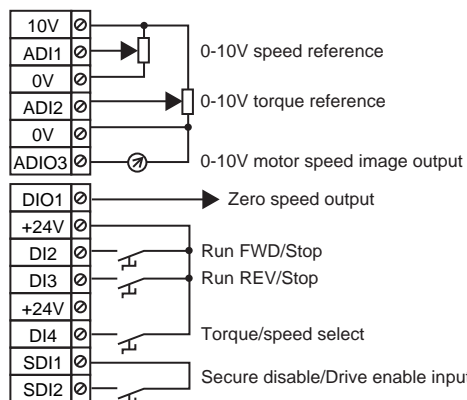 10V
ADI1
0-10V speed reference
0V
ADI2
0-10V torque reference
0V
ADIO3
0-10V motor speed image output
DIO1
Zero speed output
+24V
DI2
Run FWD/Stop
DI3
Run REV/Stop
+24V
DI4
Torque/speed select
SDI1
Secure disable/Drive enable input
SDI2